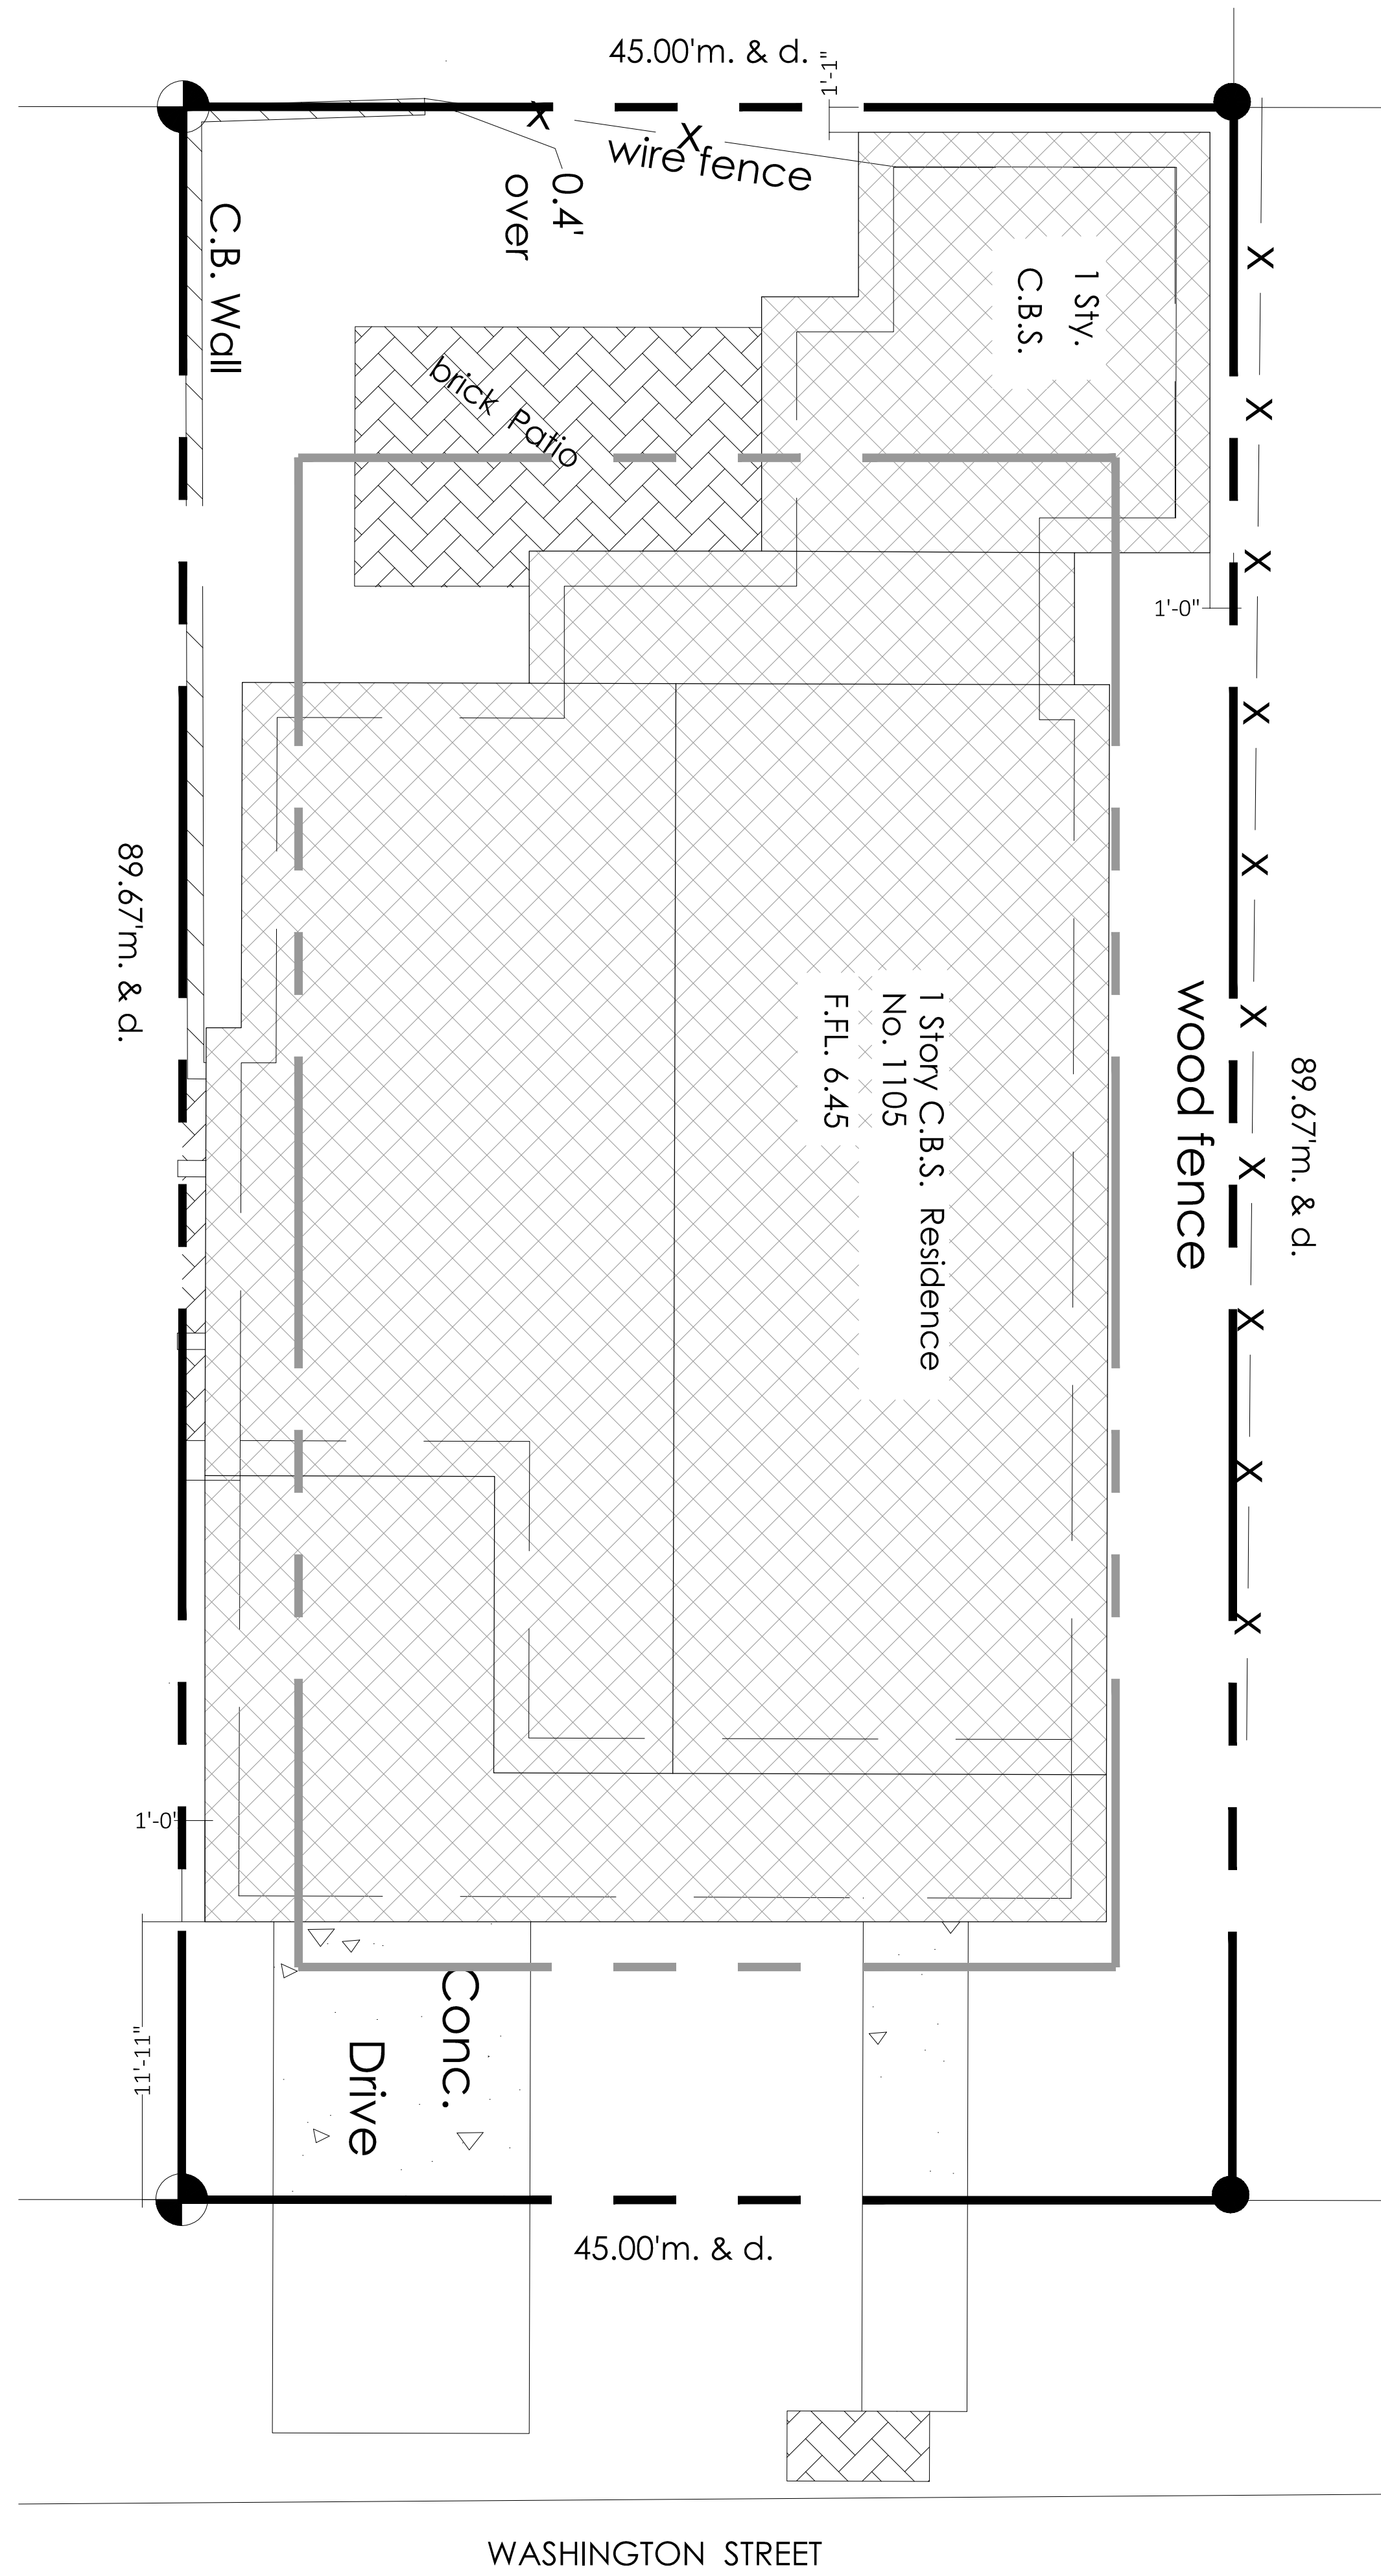 45.00'm. & d.
1'-1"
X
X
wire fence
0.4'
over
C.B. Wall
1 Sty.
C.B.S.
X
X
X
brick Patio
1'-0"
X
X
X
X
X
X
X
89.67'm. & d.
1 Story C.B.S. Residence
No. 1105
F.FL. 6.45
wood fence
89.67'm. & d.
1'-0"
11'-11"
Conc.
Drive
45.00'm. & d.
WASHINGTON STREET